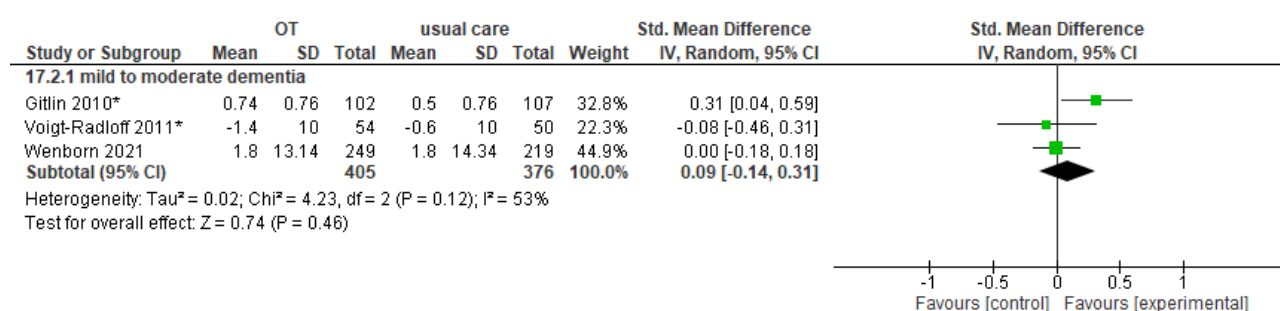 OT usual care Std. Mean Difference Std. Mean Difference
Study or Subgroup Mean SD Total Mean SD Total Weight IV, Random, 95% CI IV, Random, 95% CI
17.2.1 mild to moderate dementia
Gitlin 2010* 0.74 0.76 102 0.5 0.76 107 32.8% 0.31 [0.04, 0.59]
Voigt-Radloff 2011* -1.4 10 54 -0.6 10 50 22.3% -0.08 [-0.46, 0.31]
Wenborn 2021 1.8 13.14 249 1.8 14.34 219 44.9% 0.00 [-0.18, 0.18]
Subtotal (95% CI) 405 376 100.0% 0.09 [-0.14, 0.31]
Heterogeneity: Tau² = 0.02; Chi² = 4.23, df = 2 (P = 0.12); I² = 53%
Test for overall effect: Z = 0.74 (P = 0.46)
-1 -0.5 0 0.5 1
Favours [control] Favours [experimental]